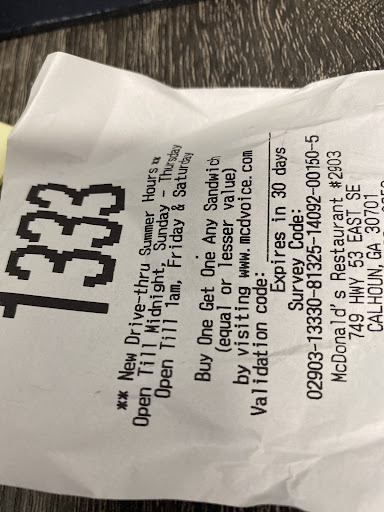 1333
** New Drive-thru Summer Hours **
Open Till Midnight, Sunday - Thursday
Open Till 1am, Friday & Saturday
Buy One Get One Any Sandwich
(equal or lesser value)
by visiting www.mcdvoice.com
Validation code:
Expires in 30 days
Survey Code:
02903-13330-81325-14092-00150-5
McDonald's Restaurant #2903
749 HWY 53 EAST SE
CALHOUN, GA 30701